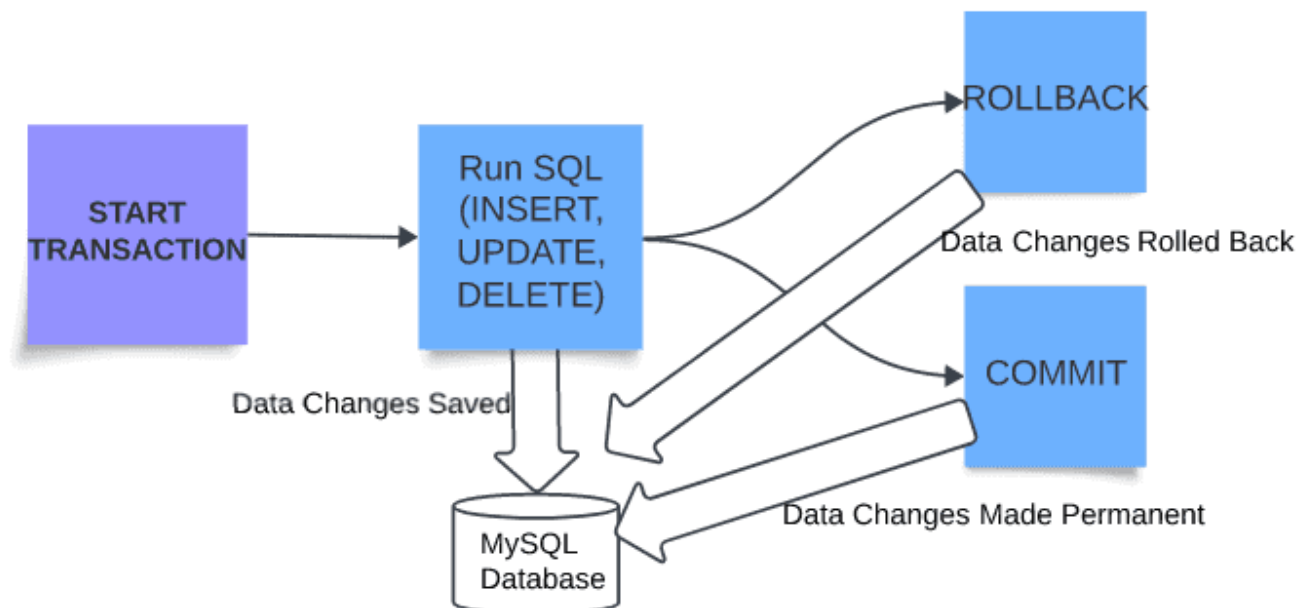 START
TRANSACTION
Run SQL
(INSERT,
UPDATE,
DELETE)
ROLLBACK
Data Changes Rolled Back
COMMIT
Data Changes Saved
Data Changes Made Permanent
MySQL
Database